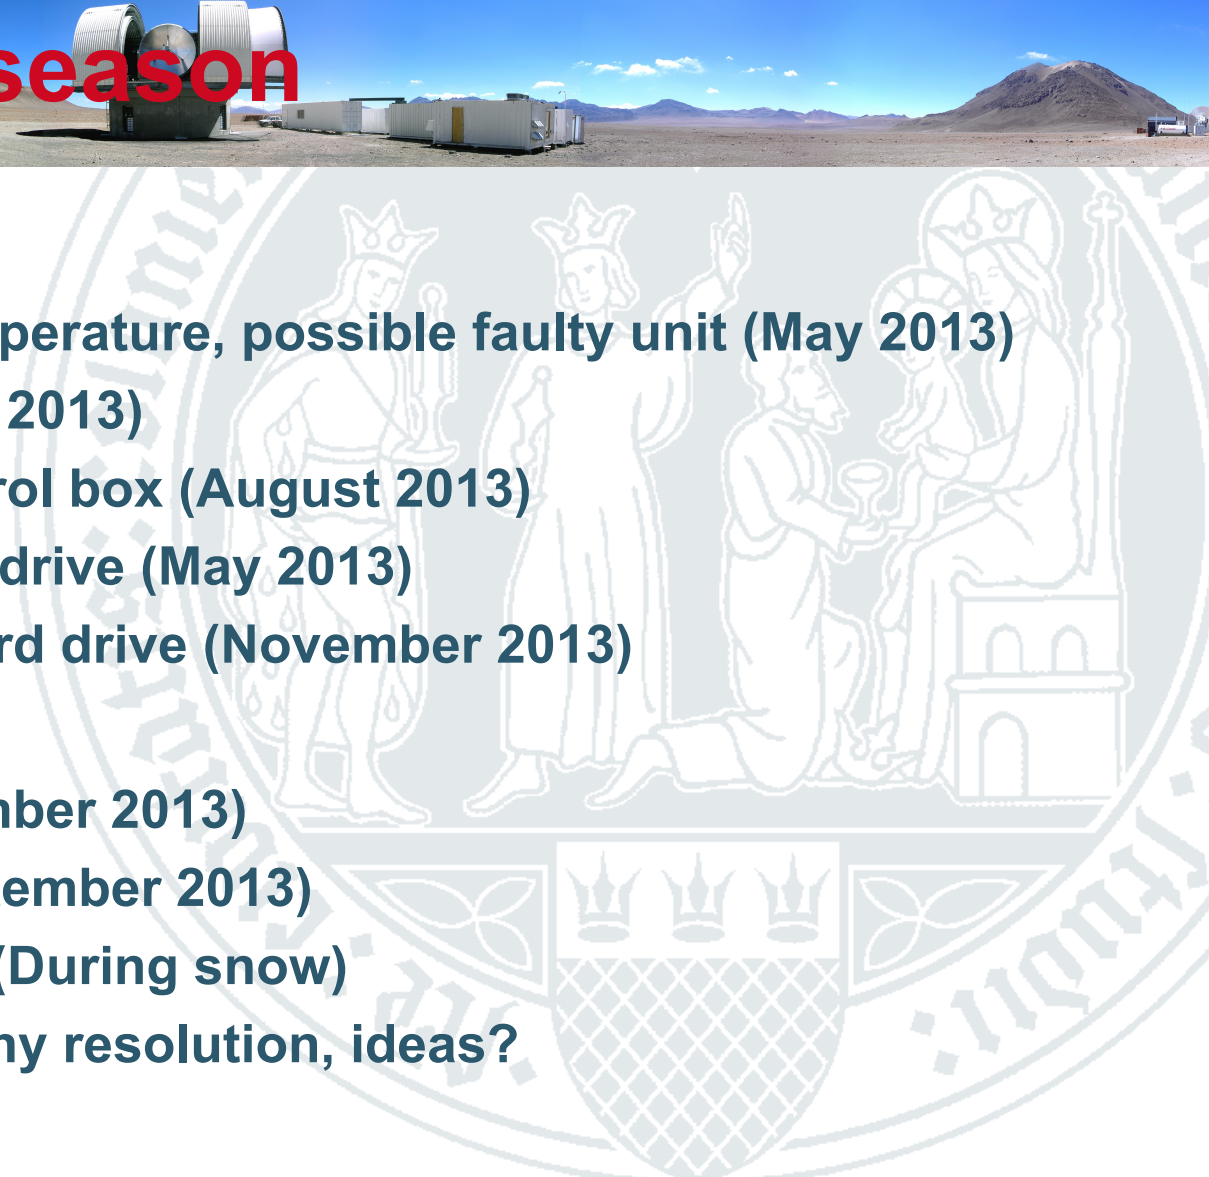 season
perature, possible faulty unit (May 2013)
2013)
rol box (August 2013)
drive (May 2013)
rd drive (November 2013)
nber 2013)
ember 2013)
(During snow)
ny resolution, ideas?